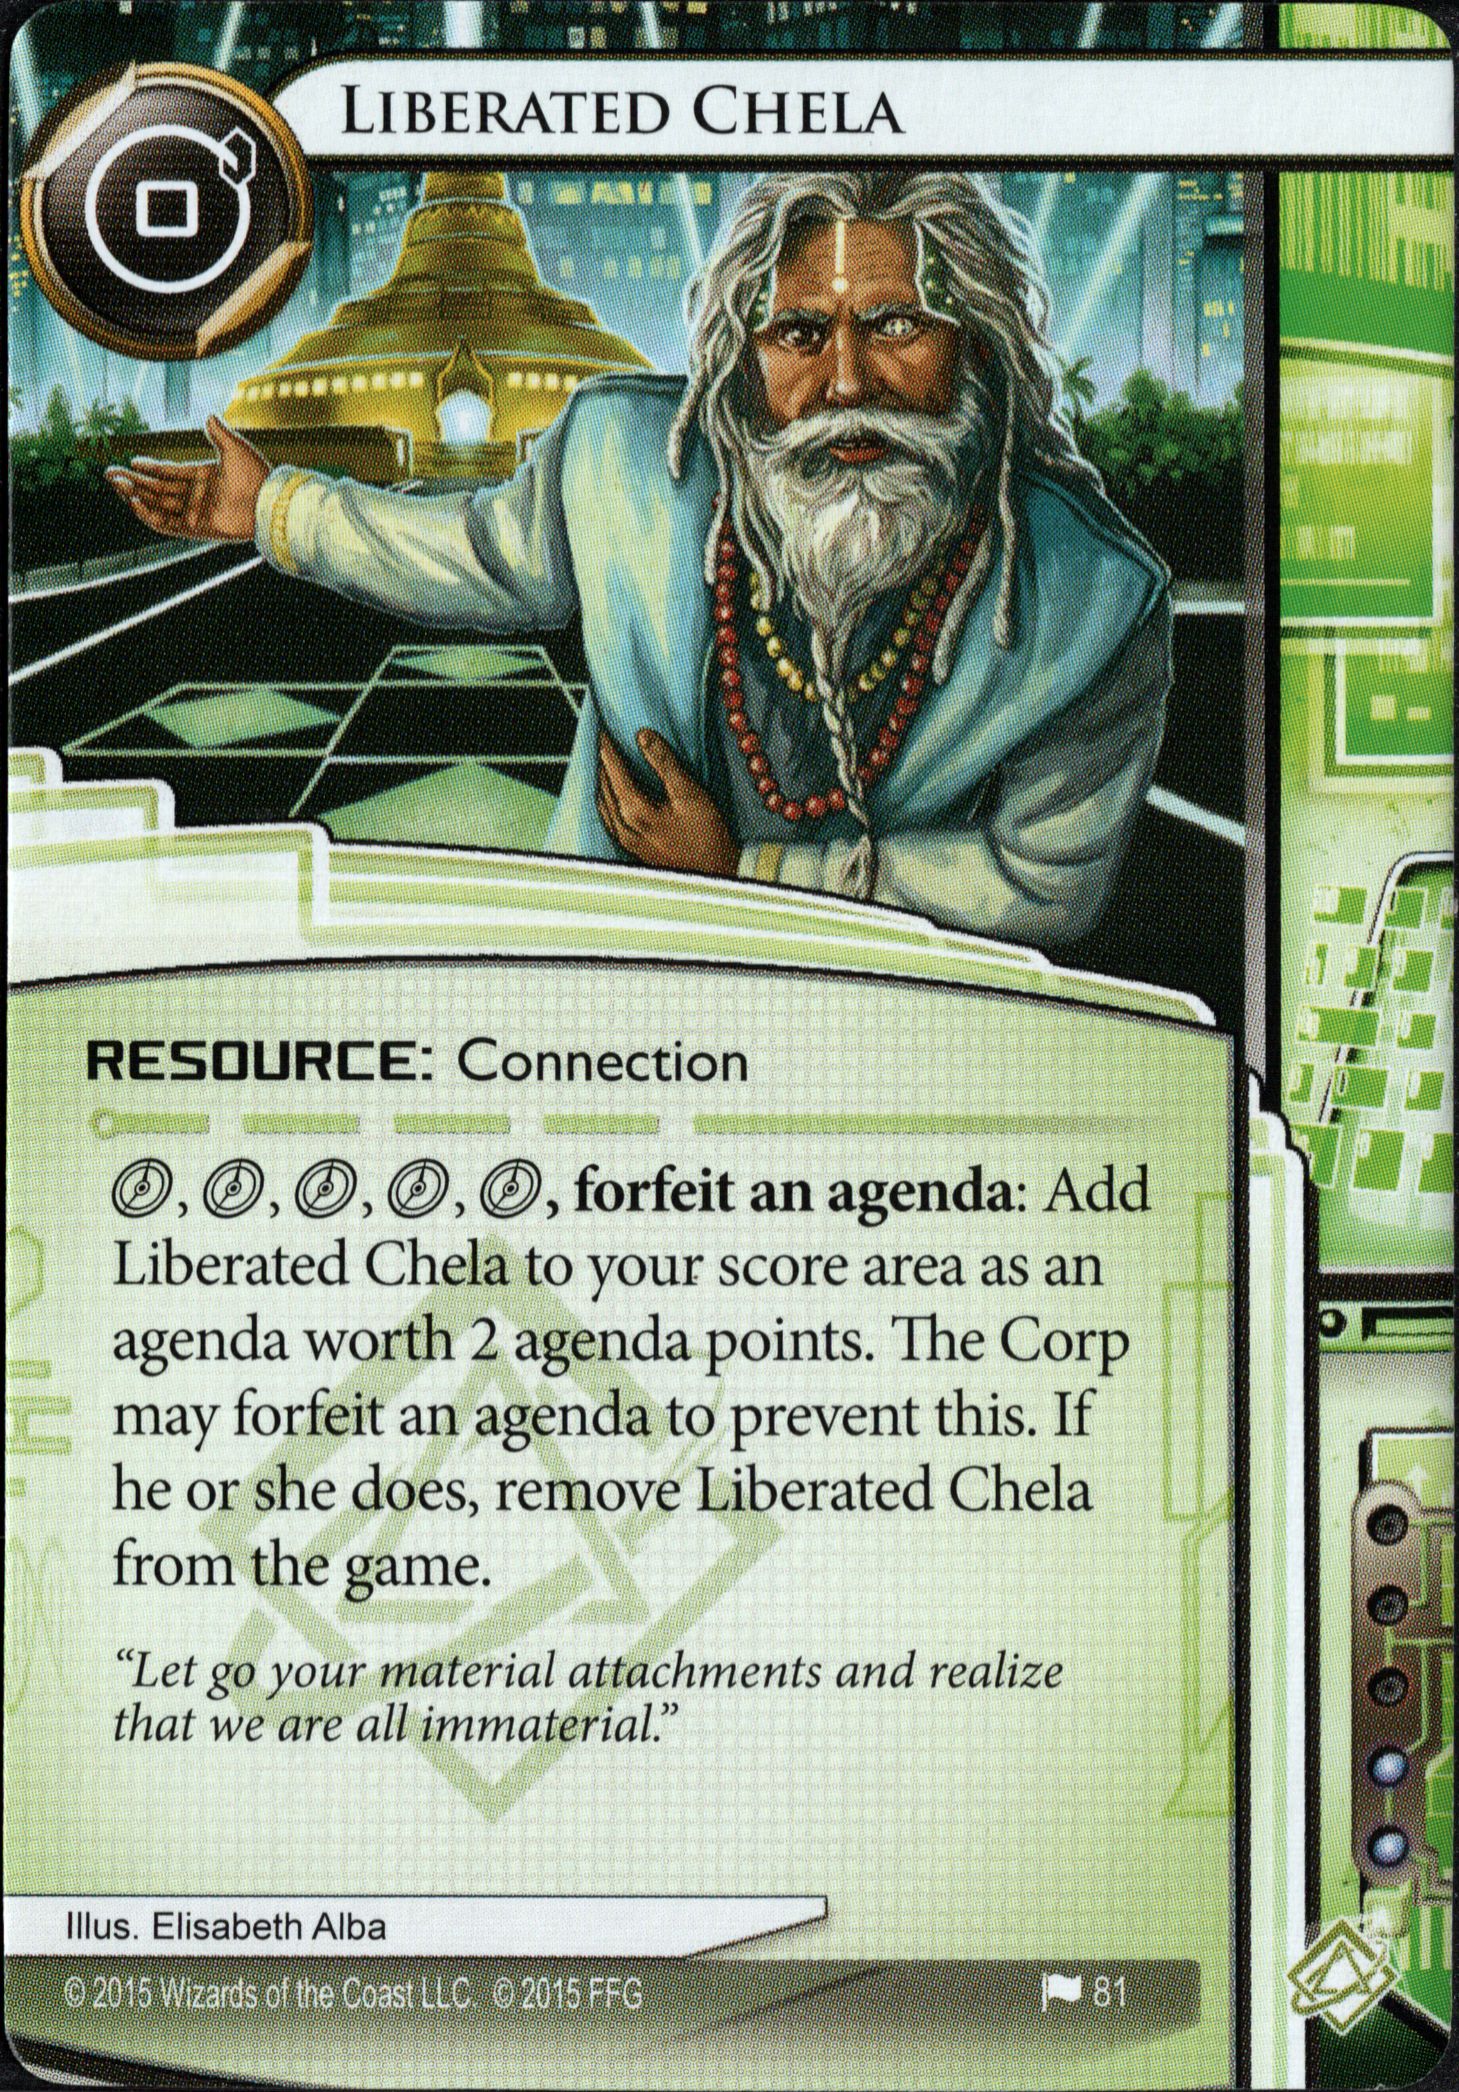 LIBERATED CHELA
0
RESOURCE: Connection
, , , , , forfeit an agenda: Add
Liberated Chela to your score area as an
agenda worth 2 agenda points. The Corp
may forfeit an agenda to prevent this. If
he or she does, remove Liberated Chela
from the game.
“Let go your material attachments and realize
that we are all immaterial.”
Illus. Elisabeth Alba
© 2015 Wizards of the Coast LLC. © 2015 FFG
81